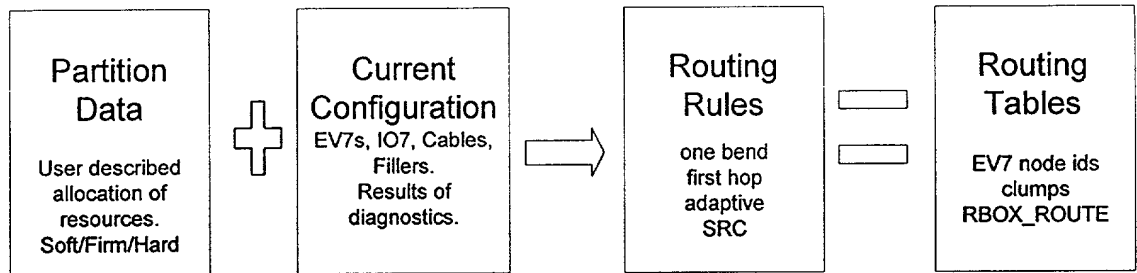 Partition
Data
User described
allocation of
resources.
Soft/Firm/Hard
Current
Configuration
EV7s, IO7, Cables,
Fillers.
Results of
diagnostics.
Routing
Rules
one bend
first hop
adaptive
SRC
Routing
Tables
EV7 node ids
clumps
RBOX_ROUTE